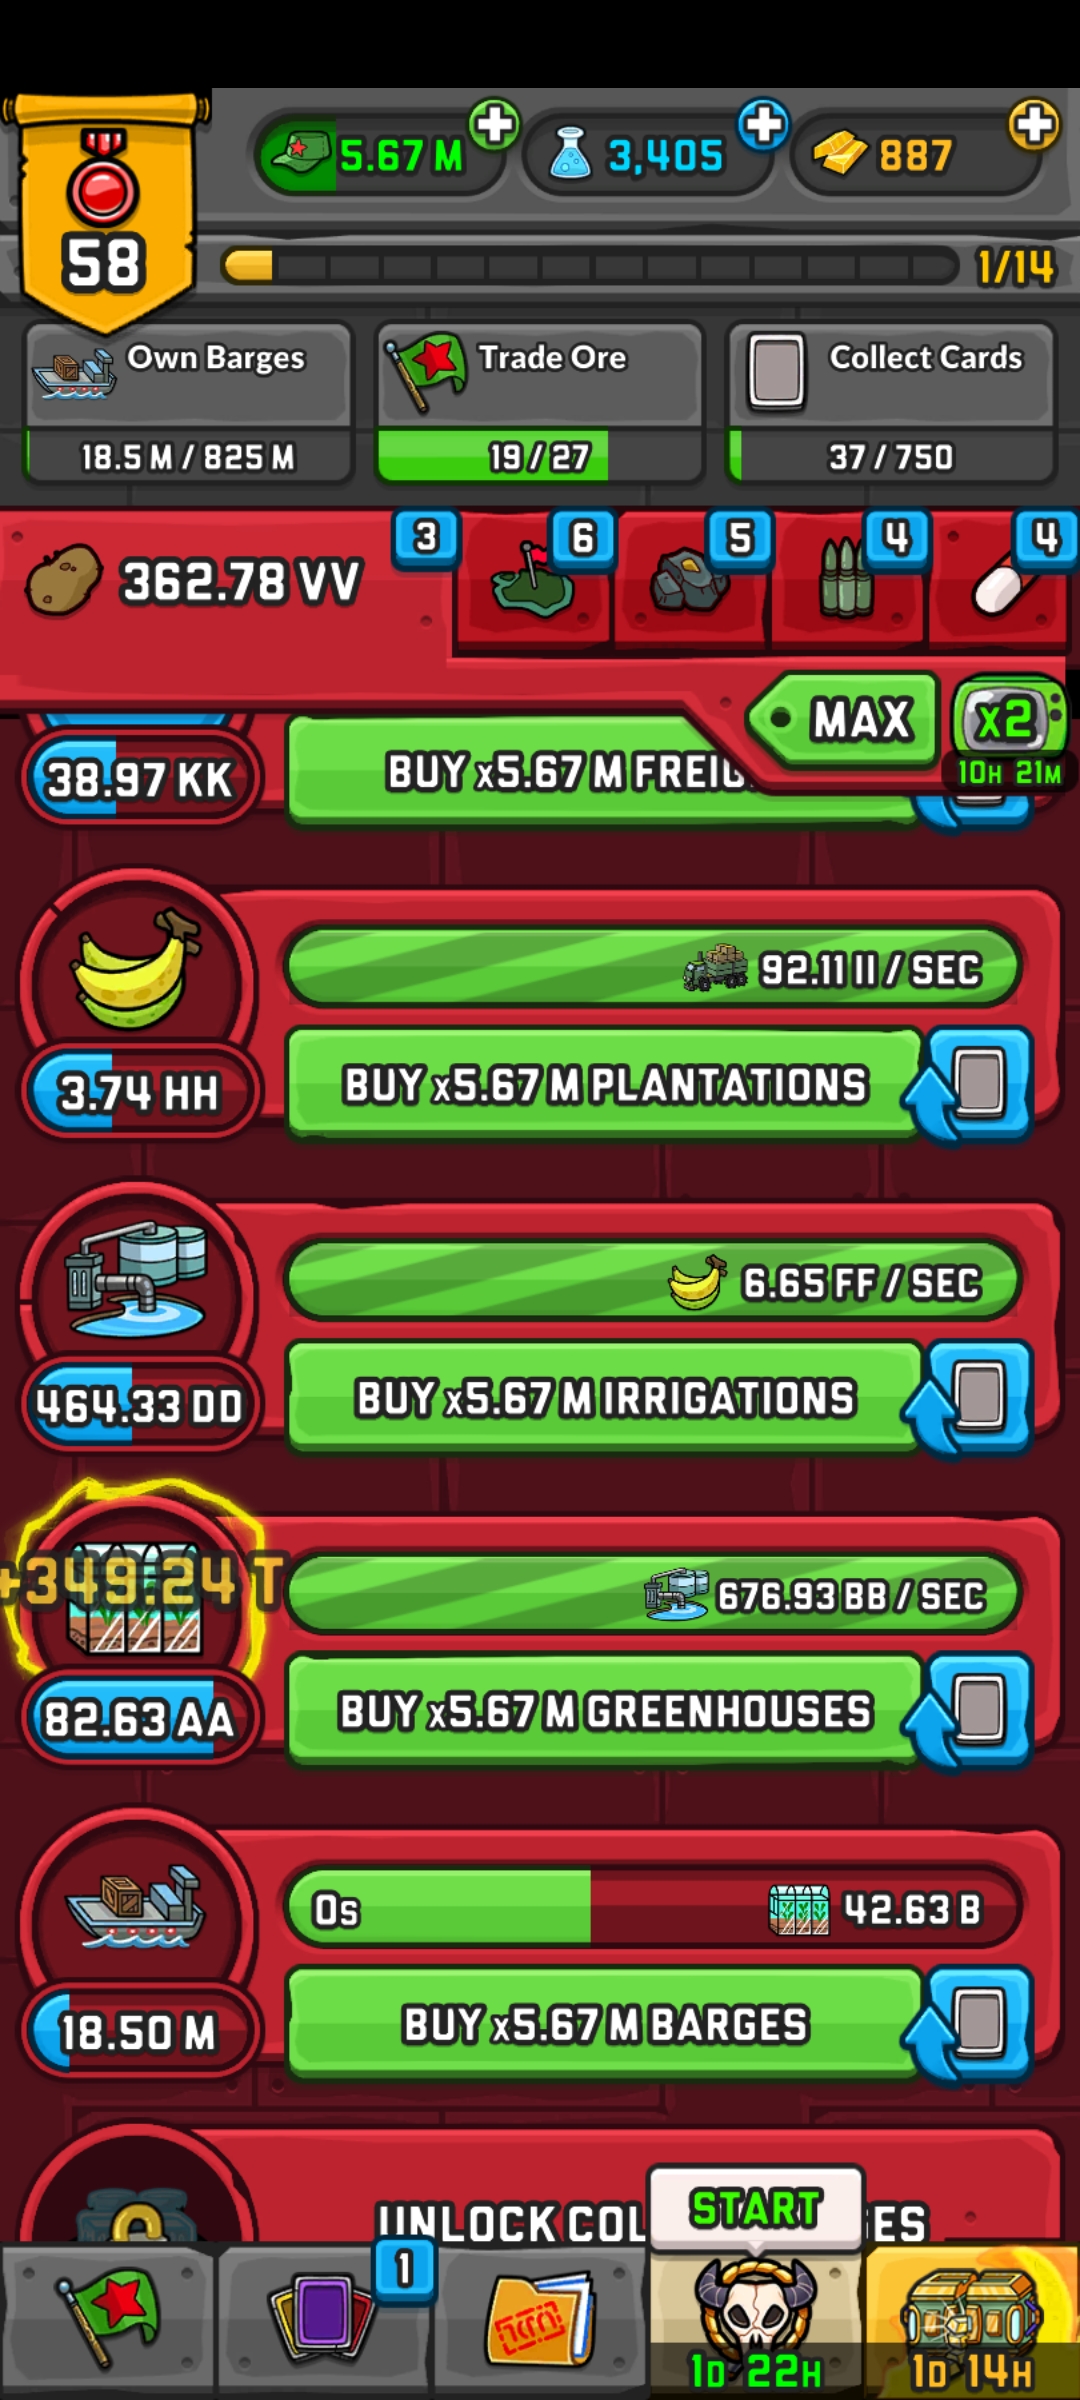 58
5.67 M
3,405
887
1/14
Own Barges
18.5 M / 825 M
Trade Ore
19 / 27
Collect Cards
37 / 750
362.78 VV
3
6
5
4
4
MAX
x2
10H 21M
38.97 KK
BUY x5.67 M FREIG
92.11 II / SEC
3.74 HH
BUY x5.67 M PLANTATIONS
6.65 FF / SEC
464.33 DD
BUY x5.67 M IRRIGATIONS
+349.24 T
676.93 BB / SEC
82.63 AA
BUY x5.67 M GREENHOUSES
0s
42.63 B
18.50 M
BUY x5.67 M BARGES
UNLOCK COL
ES
START
1
1D 22H
1D 14H